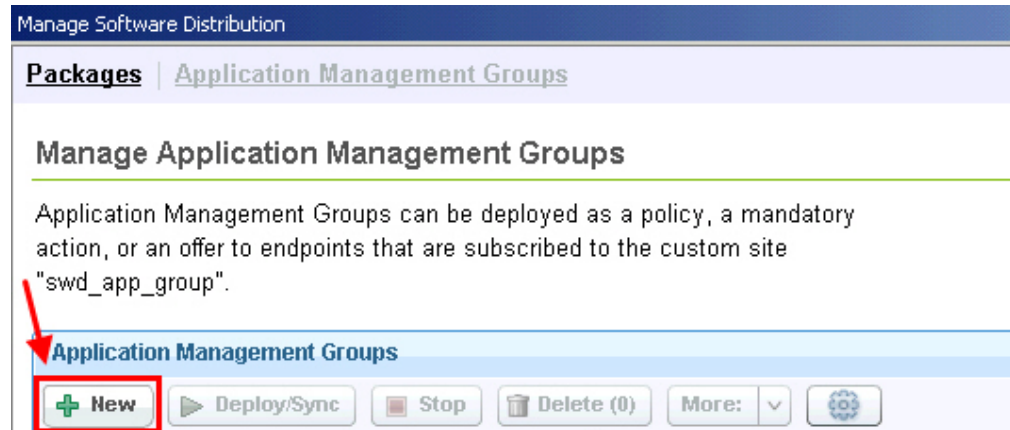 Manage Software Distribution
Packages | Application Management Groups
Manage Application Management Groups
Application Management Groups can be deployed as a policy, a mandatory
action, or an offer to endpoints that are subscribed to the custom site
"swd_app_group".
Application Management Groups
New Deploy/Sync Stop Delete (0) More: